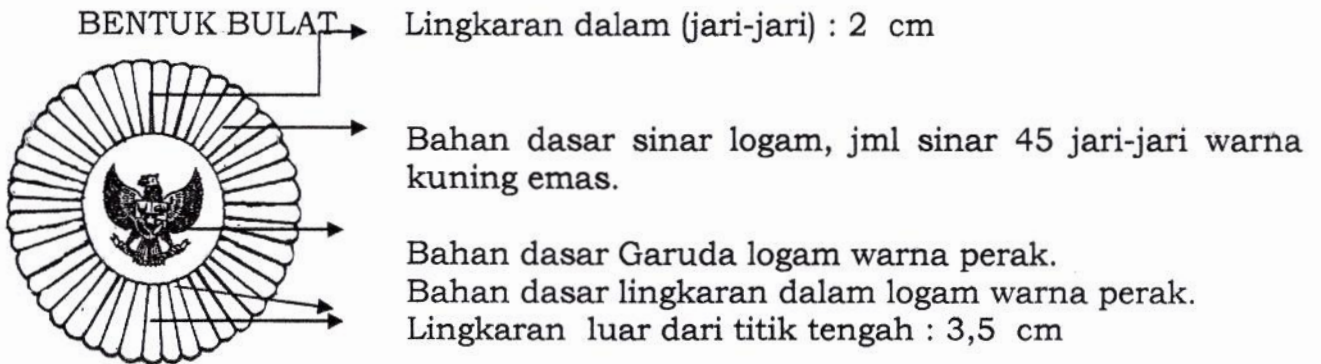 BENTUK BULAT
Lingkaran dalam (jari-jari) : 2 cm
Bahan dasar sinar logam, jml sinar 45 jari-jari warna
kuning emas.
Bahan dasar Garuda logam warna perak.
Bahan dasar lingkaran dalam logam warna perak.
Lingkaran luar dari titik tengah : 3,5 cm